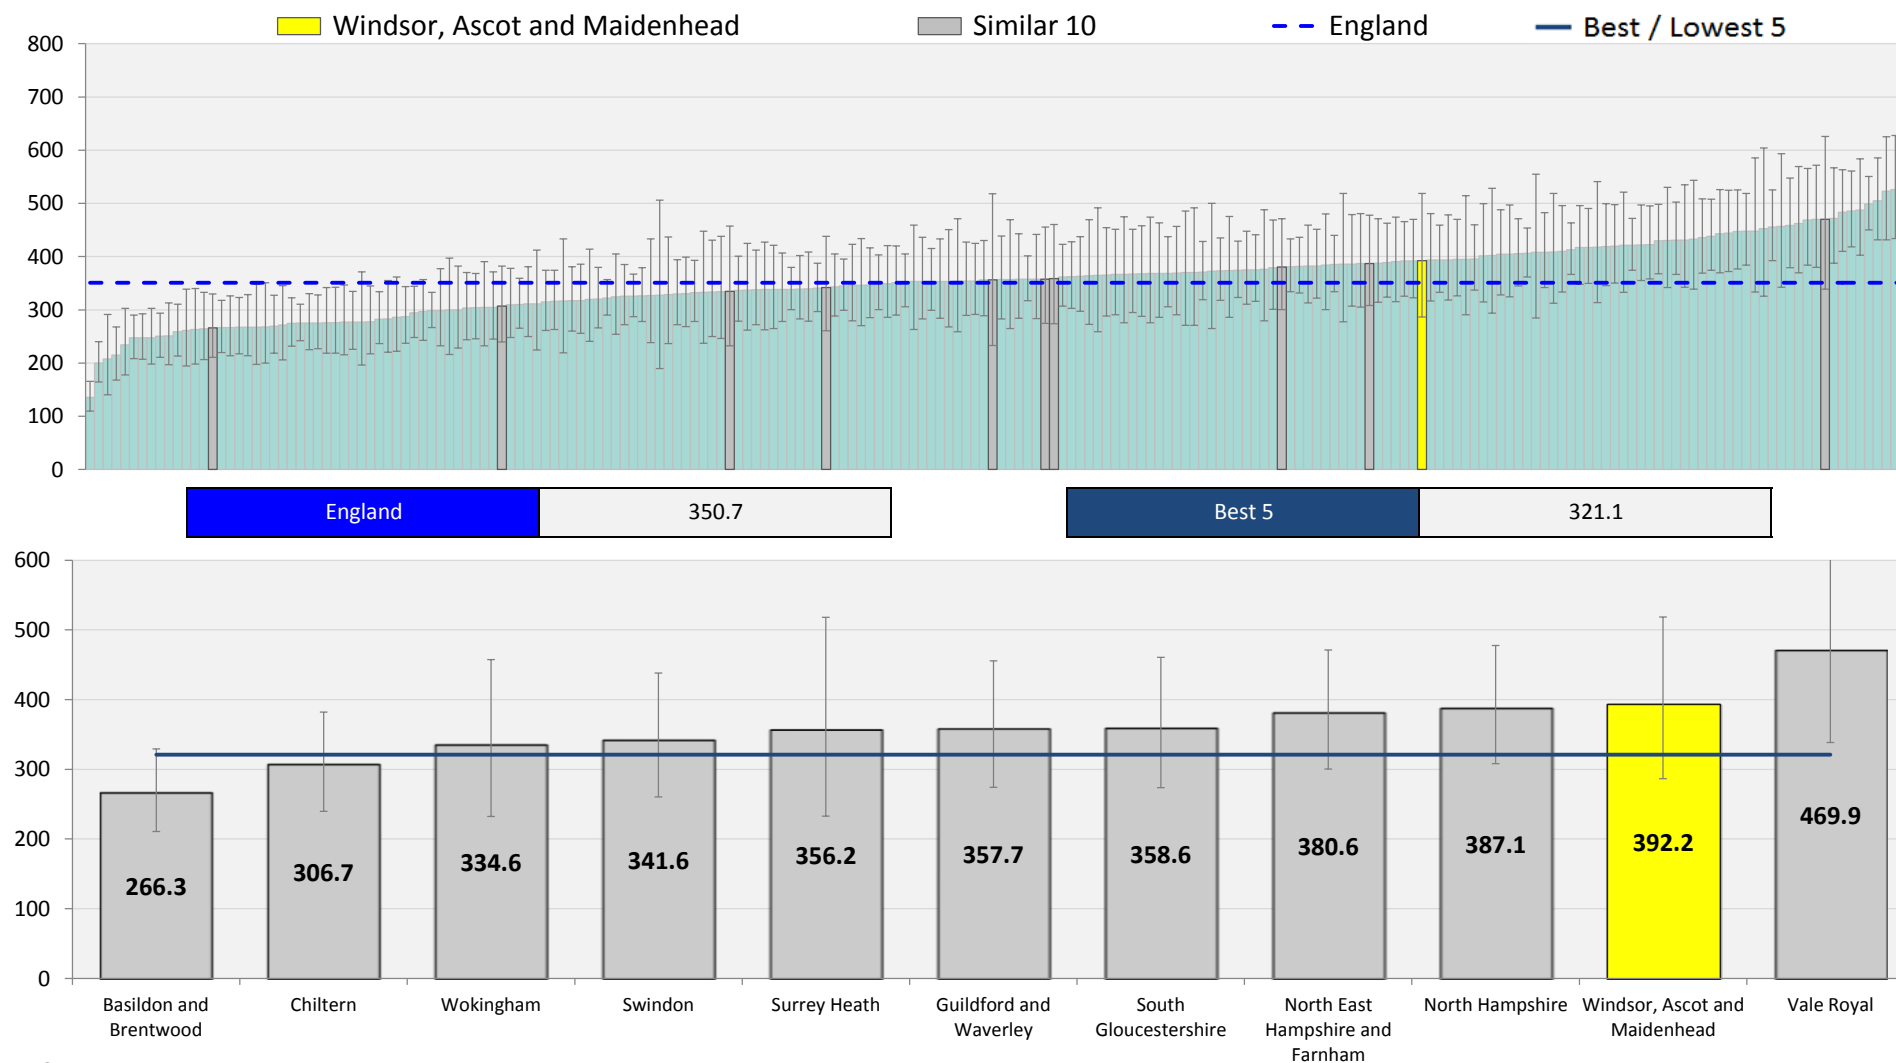 Windsor, Ascot and Maidenhead
Similar 10
England
Best / Lowest 5
800
700
600
500
400
300
200
100
0
England
350.7
Best 5
321.1
600
500
400
300
200
100
0
266.3
306.7
334.6
341.6
356.2
357.7
358.6
380.6
387.1
392.2
469.9
Basildon and
Brentwood
Chiltern
Wokingham
Swindon
Surrey Heath
Guildford and
Waverley
South
Gloucestershire
North East
Hampshire and
Farnham
North Hampshire
Windsor, Ascot and
Maidenhead
Vale Royal